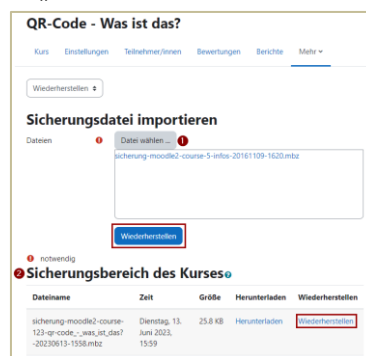 QR-Code - Was ist das?
Kurs Einstellungen Teilnehmer/innen Bewertungen Berichte Mehr
Wiederherstellen
Sicherungsdatei importieren
Dateien Datei wählen ... 1
sicherung-moodle2-course-5-infos-20161109-1620.mbz
Wiederherstellen
notwendig
2 Sicherungsbereich des Kurses
Dateiname Zeit Größe Herunterladen Wiederherstellen
sicherung-moodle2-course- Dienstag, 13. 25.8 KB Herunterladen Wiederherstellen
123-qr-code_-_was_ist_das? Juni 2023,
-20230613-1558.mbz 15:59